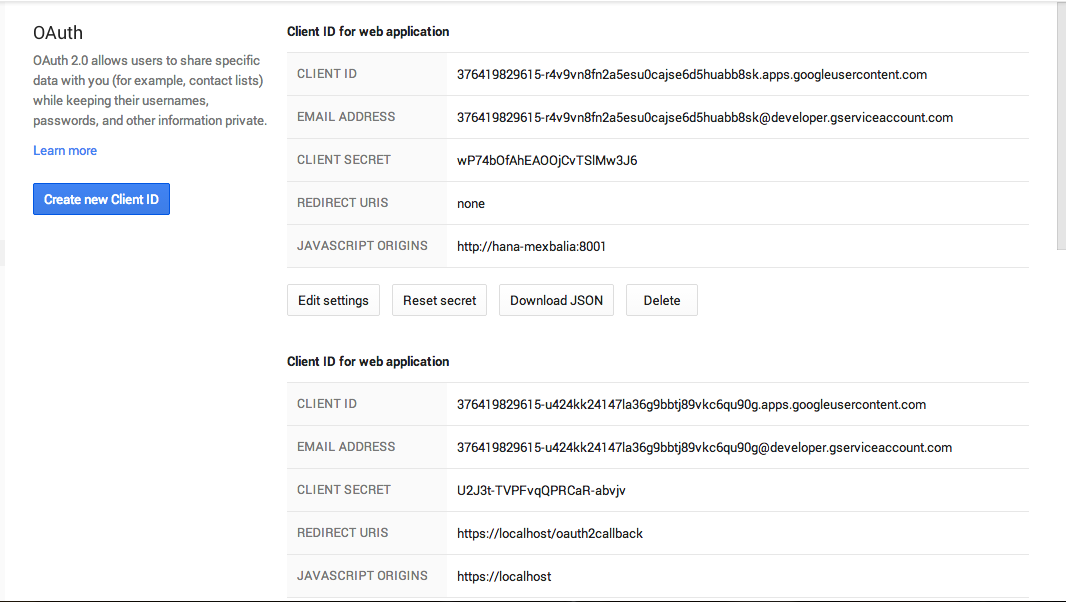 OAuth
OAuth 2.0 allows users to share specific
data with you (for example, contact lists)
while keeping their usernames,
passwords, and other information private.
Learn more
Create new Client ID
Client ID for web application
CLIENT ID 376419829615-r4v9vn8fn2a5esu0cajse6d5huabb8sk.apps.googleusercontent.com
EMAIL ADDRESS 376419829615-r4v9vn8fn2a5esu0cajse6d5huabb8sk@developer.gserviceaccount.com
CLIENT SECRET wP74bOfAhEAOOjCvTSlMw3J6
REDIRECT URIS none
JAVASCRIPT ORIGINS http://hana-mexbalia:8001
Edit settings Reset secret Download JSON Delete
Client ID for web application
CLIENT ID 376419829615-u424kk24147la36g9bbtj89vkc6qu90g.apps.googleusercontent.com
EMAIL ADDRESS 376419829615-u424kk24147la36g9bbtj89vkc6qu90g@developer.gserviceaccount.com
CLIENT SECRET U2J3t-TVPFvqQPRCaR-abvjv
REDIRECT URIS https://localhost/oauth2callback
JAVASCRIPT ORIGINS https://localhost